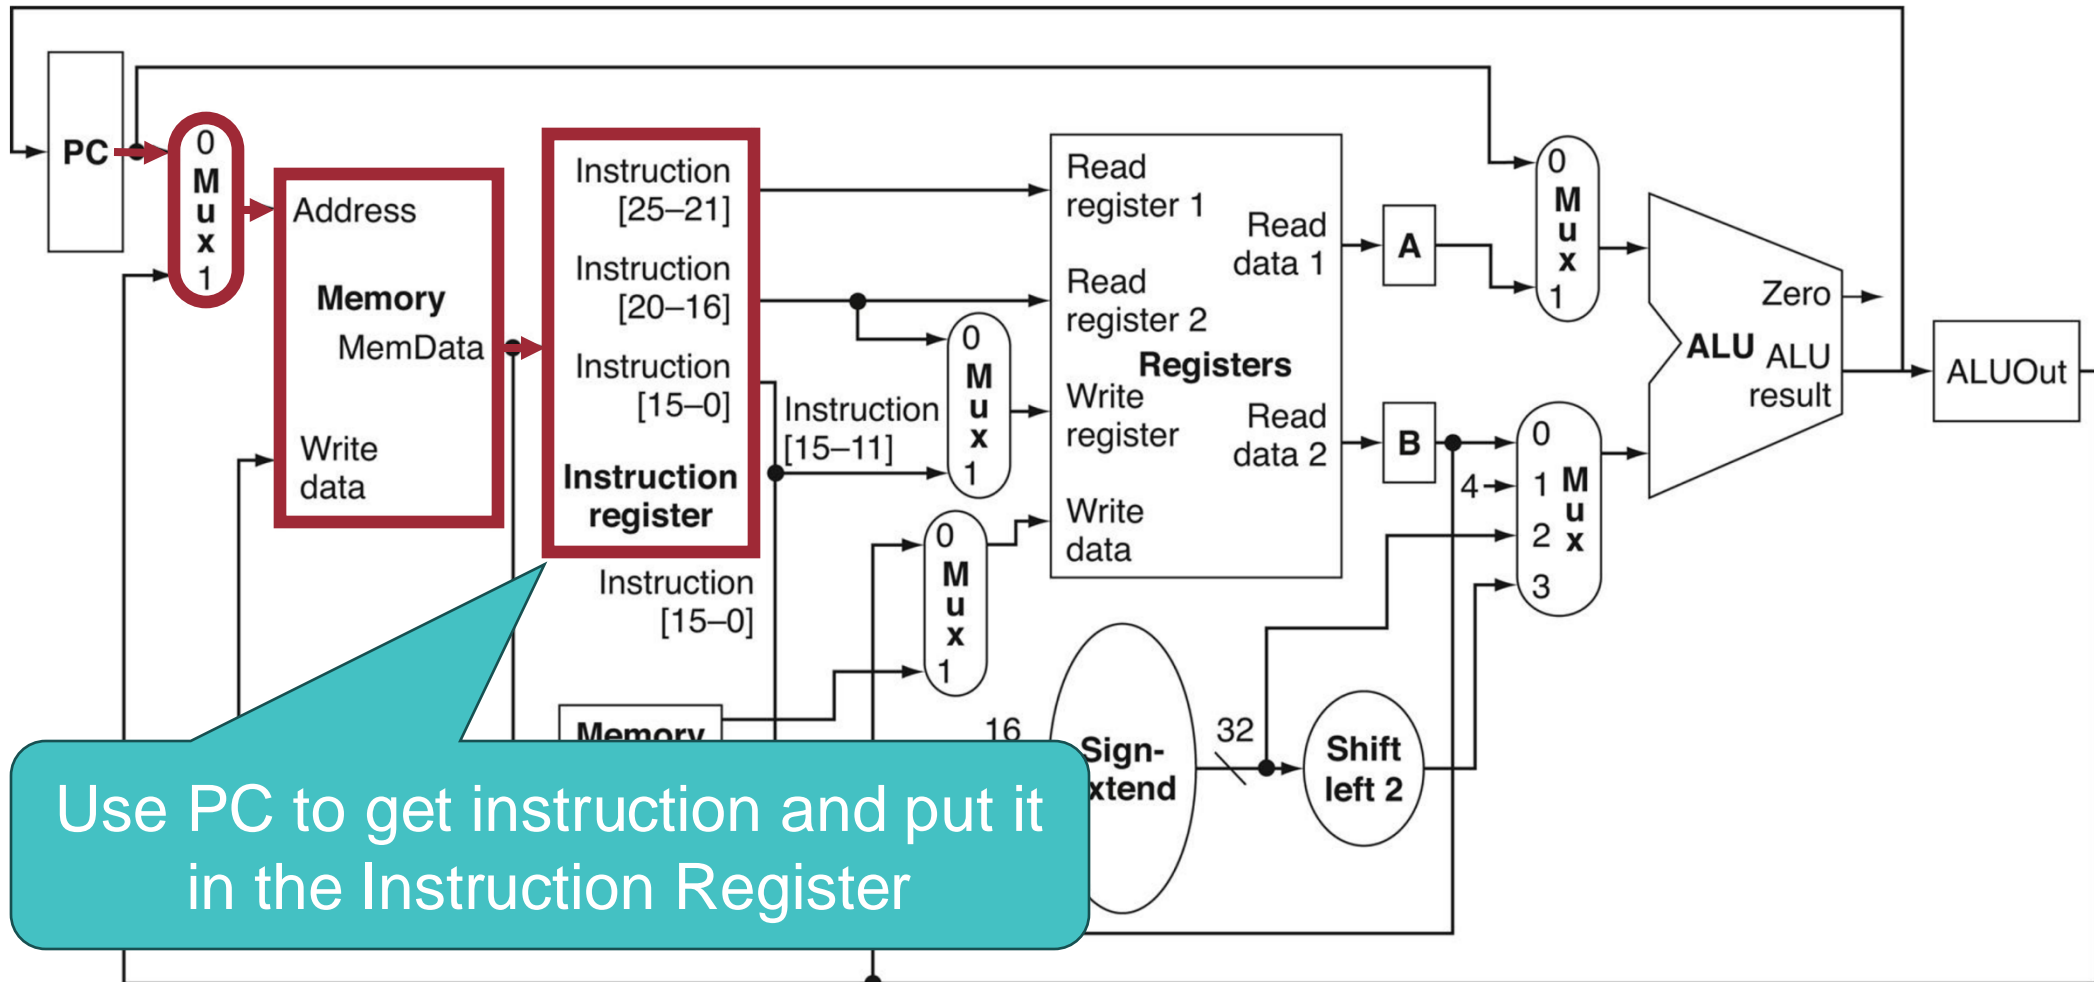 PC
0
M
u
x
1
Address
Memory
MemData
Write
data
Instruction
[25–21]
Instruction
[20–16]
Instruction
[15–0]
Instruction
register
Instruction
[15–0]
Instruction
[15–11]
0
M
u
x
1
0
M
u
x
1
Memory
Read
register 1
Read
register 2
Registers
Write
register
Write
data
Read
data 1
Read
data 2
A
B
4
0
M
u
x
1
0
1 M
u
2 x
3
Zero
ALU
ALU
result
ALUOut
16
Sign-
xtend
32
Shift
left 2
Use PC to get instruction and put it
in the Instruction Register